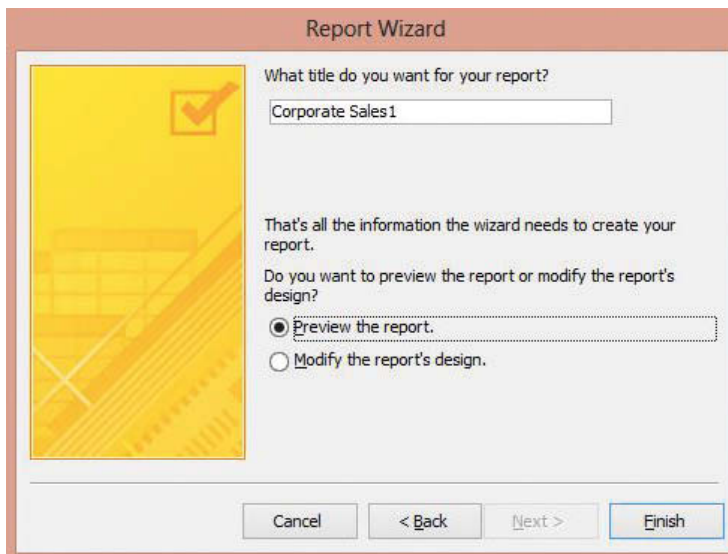 Report Wizard
What title do you want for your report?
Corporate Sales1
That's all the information the wizard needs to create your
report.
Do you want to preview the report or modify the report's
design?
Preview the report.
Modify the report's design.
Cancel
< Back
Next >
Finish